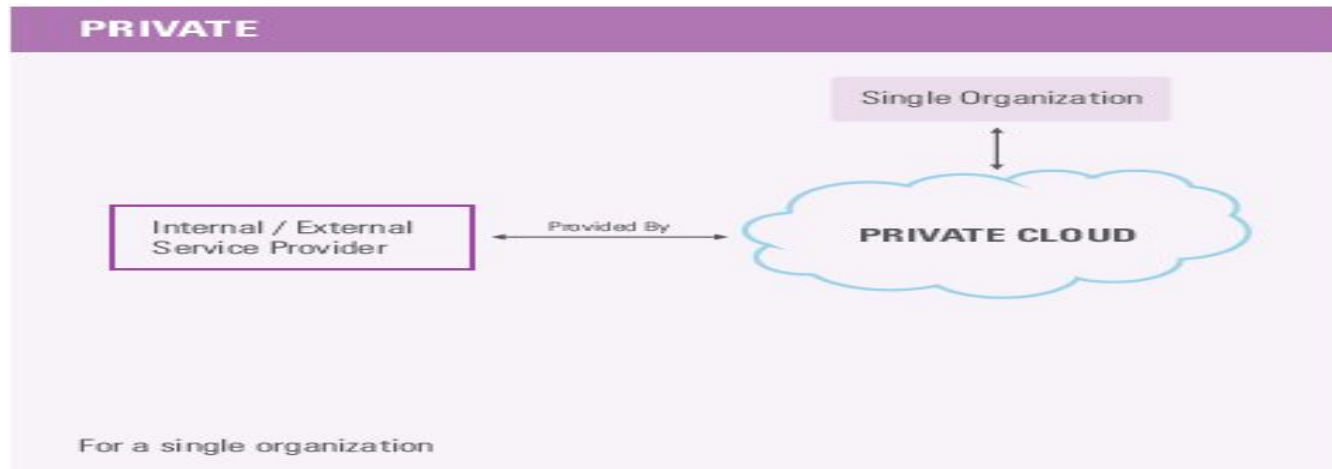 PRIVATE
Single Organization
Internal / External
Service Provider
Provided By
PRIVATE CLOUD
For a single organization